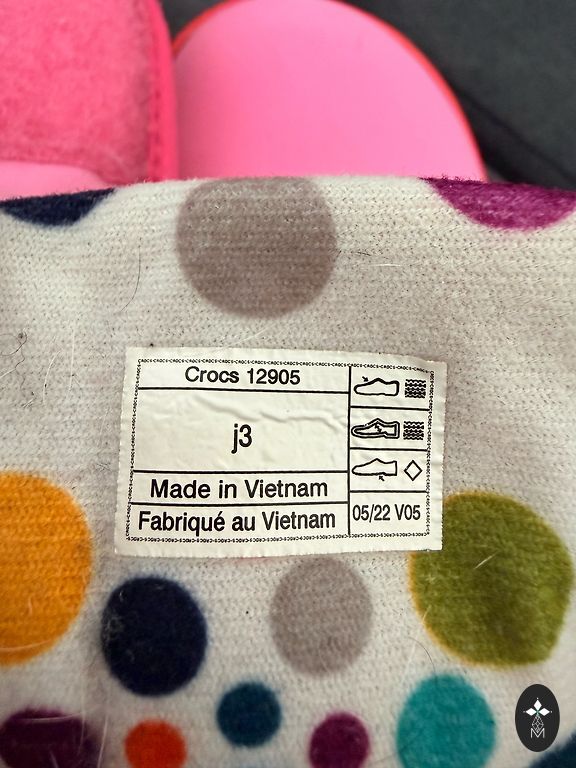 Crocs 12905
j3
Made in Vietnam
Fabriqué au Vietnam
05/22 V05